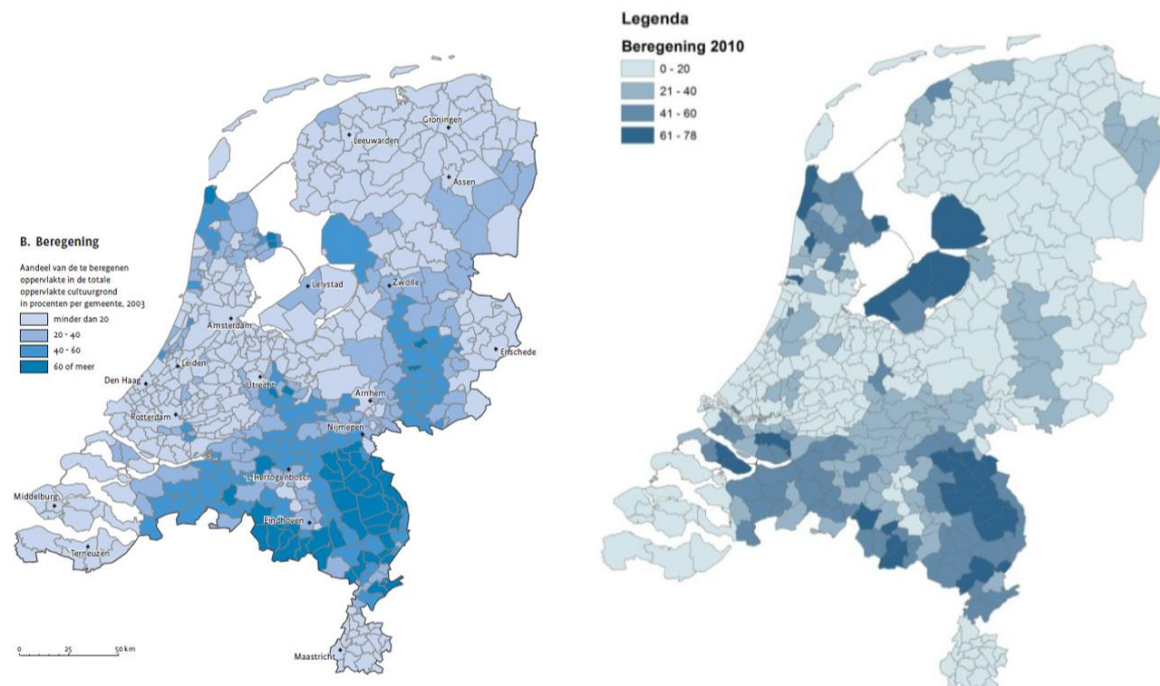 B. Beregening
Aandeel van de te beregenen
oppervlakte in de totale
oppervlakte cultuurgrond
in procenten per gemeente, 2003
minder dan 20
20 - 40
40 - 60
60 of meer
Groningen
Leeuwarden
Assen
Lelystad
Zwolle
Amsterdam
Enschede
Leiden
Den Haag
Utrecht
Arnhem
Rotterdam
Nijmegen
's Hertogenbosch
Middelburg
Eindhoven
Terneuzen
Maastricht
0 25 50 km
Legenda
Beregening 2010
0 - 20
21 - 40
41 - 60
61 - 78